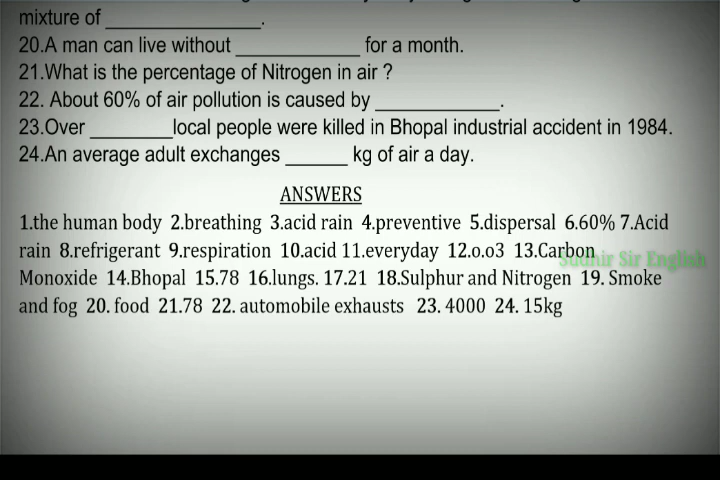 mixture of _______________.
20.A man can live without ____________ for a month.
21.What is the percentage of Nitrogen in air ?
22. About 60% of air pollution is caused by ____________.
23.Over ________local people were killed in Bhopal industrial accident in 1984.
24.An average adult exchanges ______ kg of air a day.
ANSWERS
1.the human body 2.breathing 3.acid rain 4.preventive 5.dispersal 6.60% 7.Acid
rain 8.refrigerant 9.respiration 10.acid 11.everyday 12.o.o3 13.Carbon
Sudhir Sir English
Monoxide 14.Bhopal 15.78 16.lungs. 17.21 18.Sulphur and Nitrogen 19. Smoke
and fog 20. food 21.78 22. automobile exhausts 23. 4000 24. 15kg